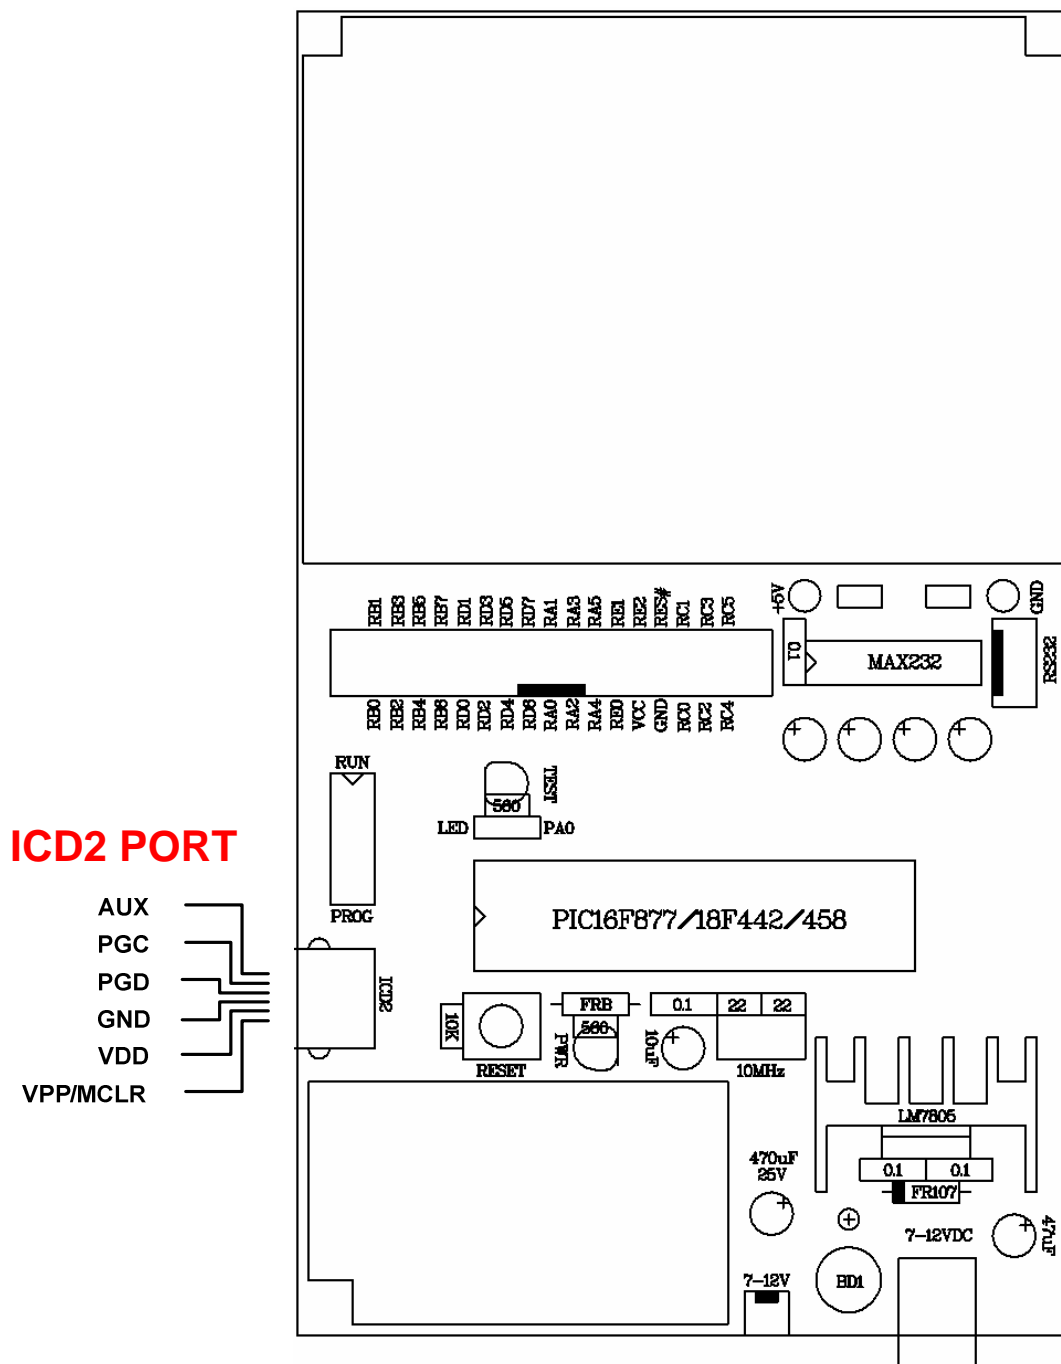 +5V
GND
RB1 RB3 RB5 RB7 RD1 RD3 RD5 RD7 RA1 RA3 RA5 RE1 RE2 RES# RC1 RC3 RC5
0.1
MAX232
RS232
RB0 RB2 RB4 RB6 RD0 RD2 RD4 RD6 RA0 RA2 RA4 RE0 VCC GND RC0 RC2 RC4
RUN
TEST
560
LED
PA0
ICD2 PORT
AUX
PGC
PGD
GND
VDD
VPP/MCLR
PROG
PIC16F877/18F442/458
ICD2
10K
RESET
FRB
560
PWR
0.1
22
22
10uF
10MHz
LM7805
0.1
0.1
FR107
470uF
25V
7-12VDC
47uF
7-12V
BD1